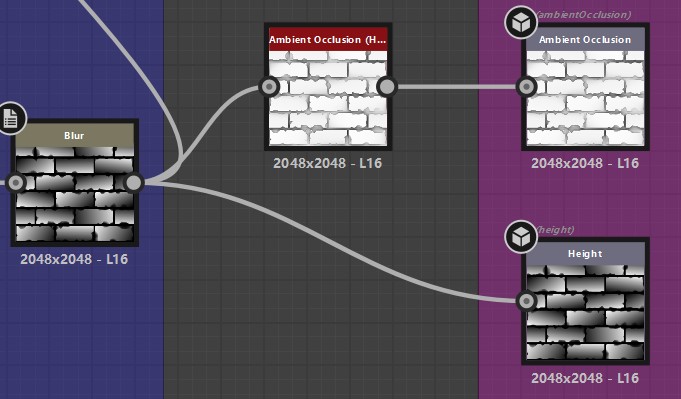 (ambientOcclusion)
Ambient Occlusion (H...
Ambient Occlusion
Blur
2048x2048 - L16
2048x2048 - L16
(height)
Height
2048x2048 - L16
2048x2048 - L16